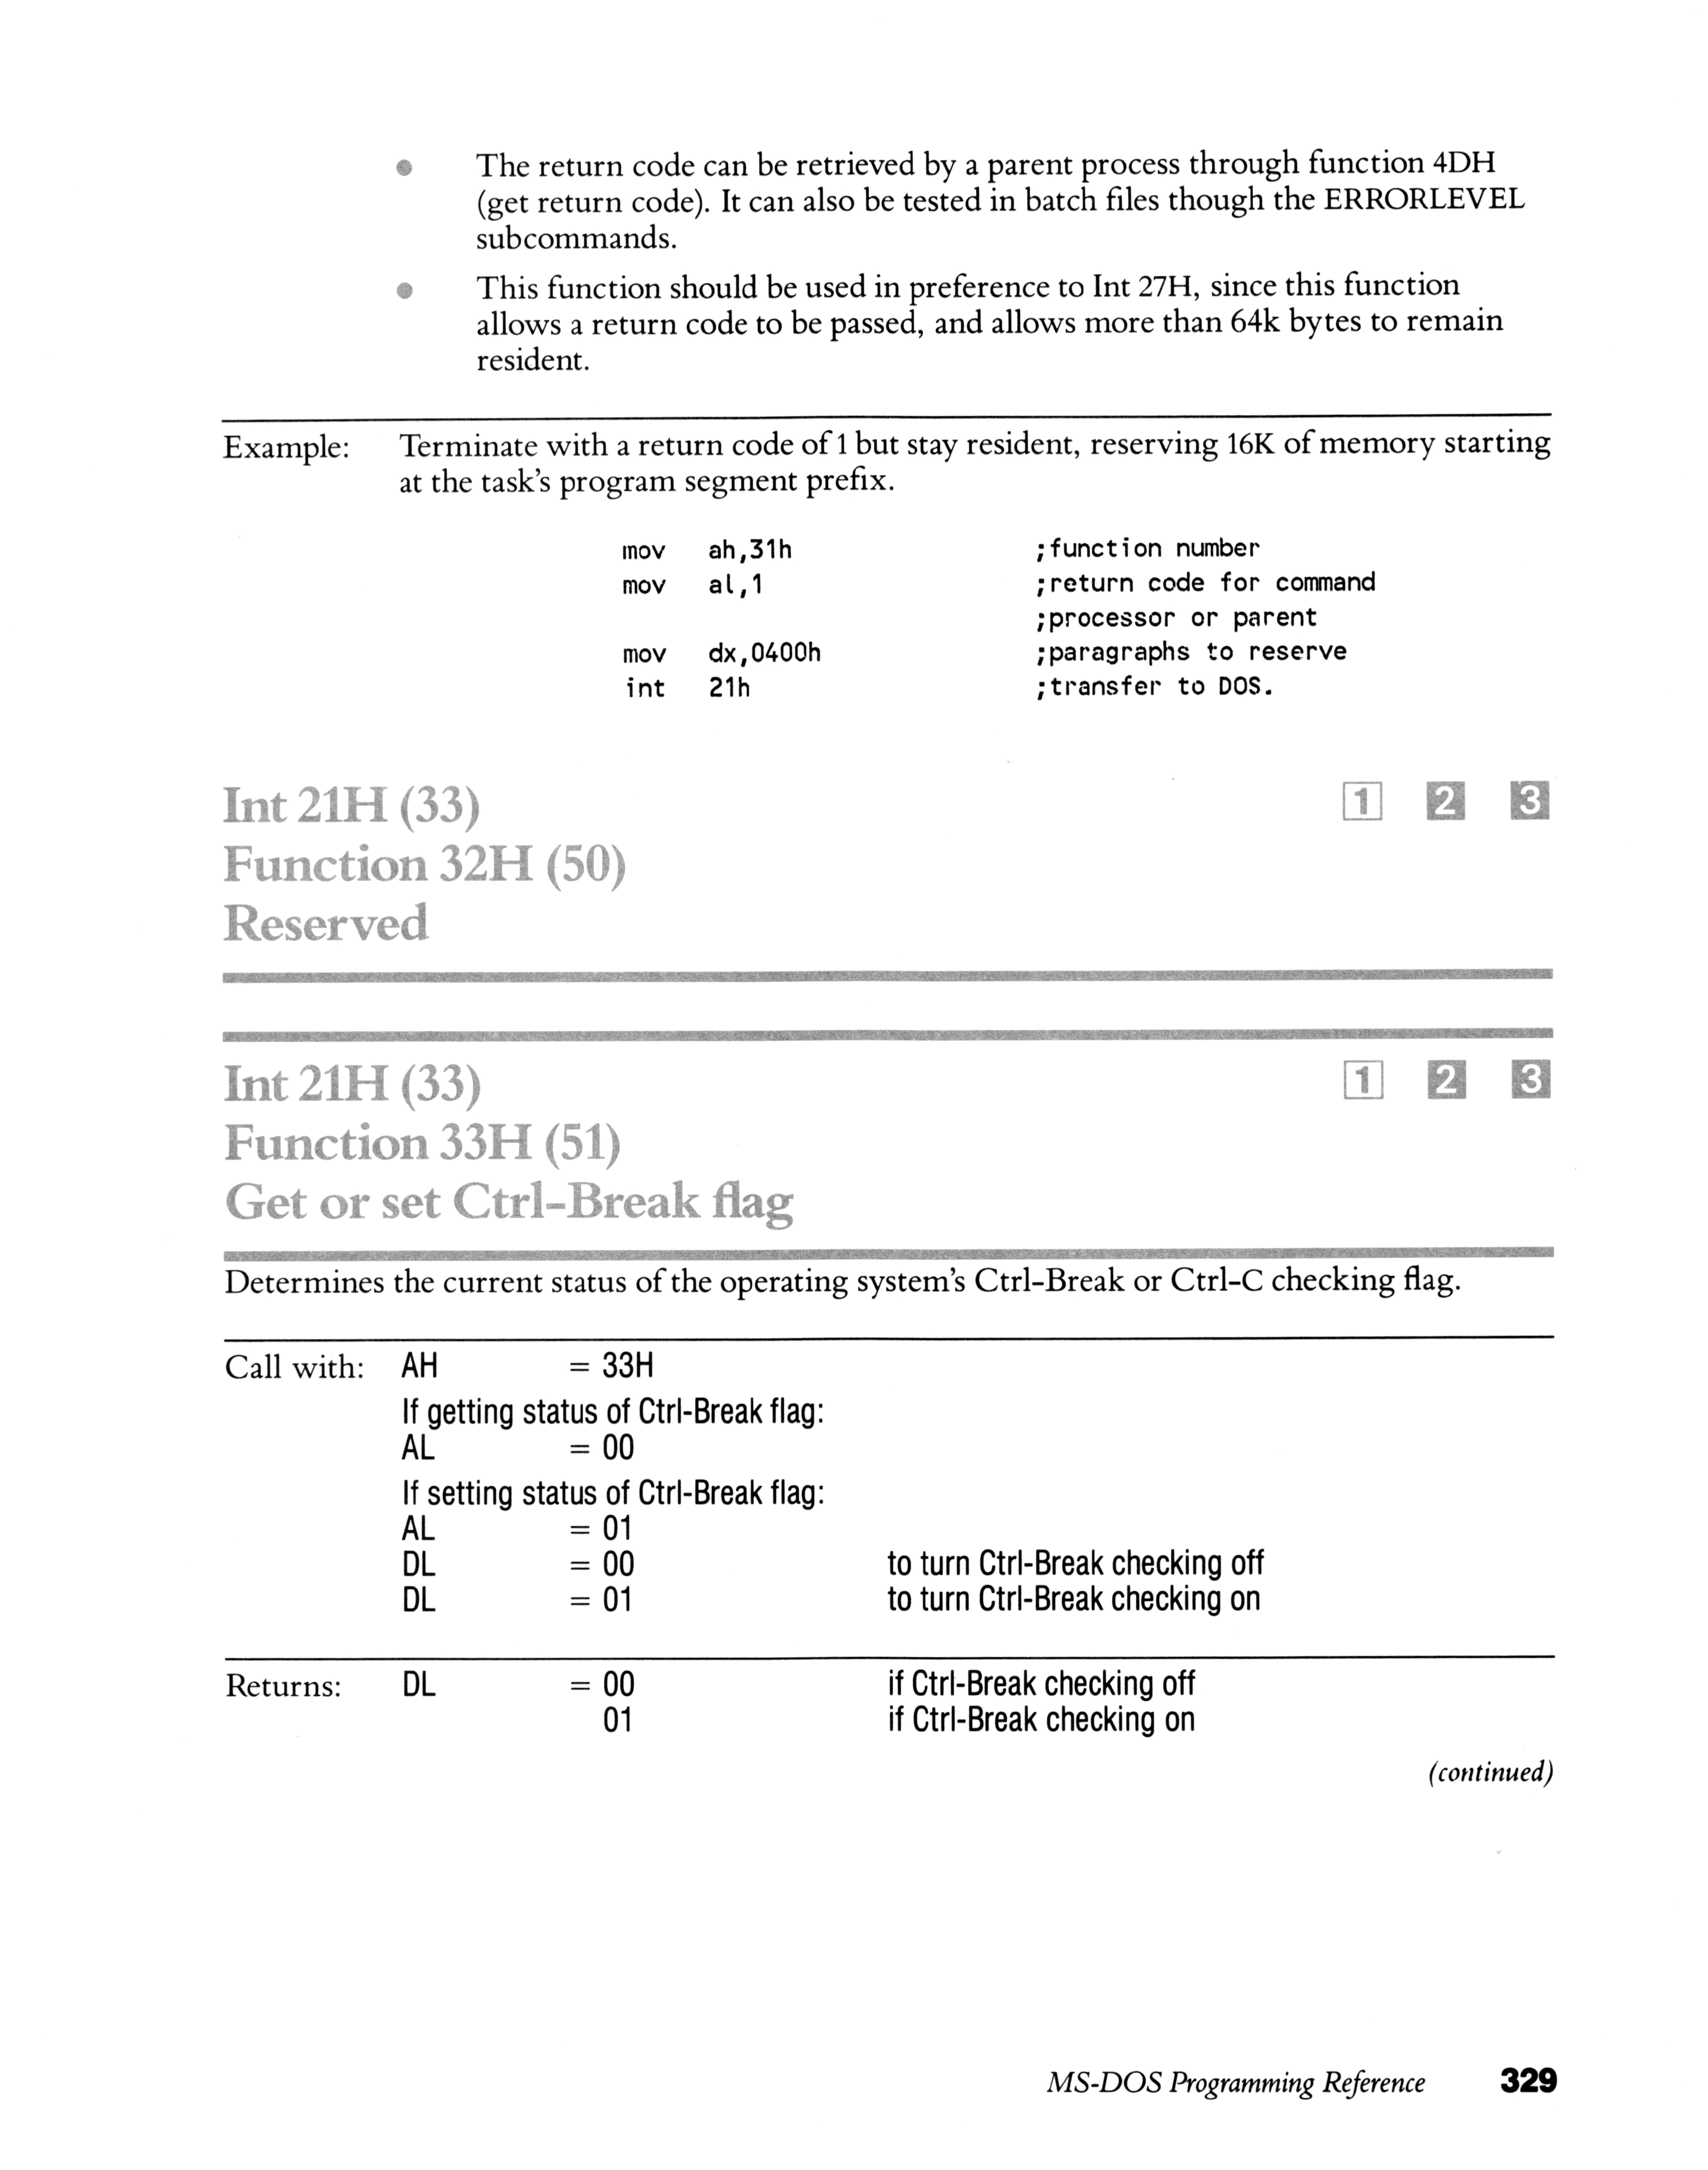 ● The return code can be retrieved by a parent process through function 4DH
(get return code). It can also be tested in batch files though the ERRORLEVEL
subcommands.
● This function should be used in preference to Int 27H, since this function
allows a return code to be passed, and allows more than 64k bytes to remain
resident.
Example: Terminate with a return code of 1 but stay resident, reserving 16K of memory starting
at the task's program segment prefix.
mov ah,31h ;function number
mov al,1 ;return code for command
;processor or parent
mov dx,0400h ;paragraphs to reserve
int 21h ;transfer to DOS.
Int 21H (33) 1 2 3
Function 32H (50)
Reserved
Int 21H (33) 1 2 3
Function 33H (51)
Get or set Ctrl-Break flag
Determines the current status of the operating system's Ctrl-Break or Ctrl-C checking flag.
Call with: AH = 33H
If getting status of Ctrl-Break flag:
AL = 00
If setting status of Ctrl-Break flag:
AL = 01
DL = 00 to turn Ctrl-Break checking off
DL = 01 to turn Ctrl-Break checking on
Returns: DL = 00 if Ctrl-Break checking off
01 if Ctrl-Break checking on
(continued)
MS-DOS Programming Reference 329